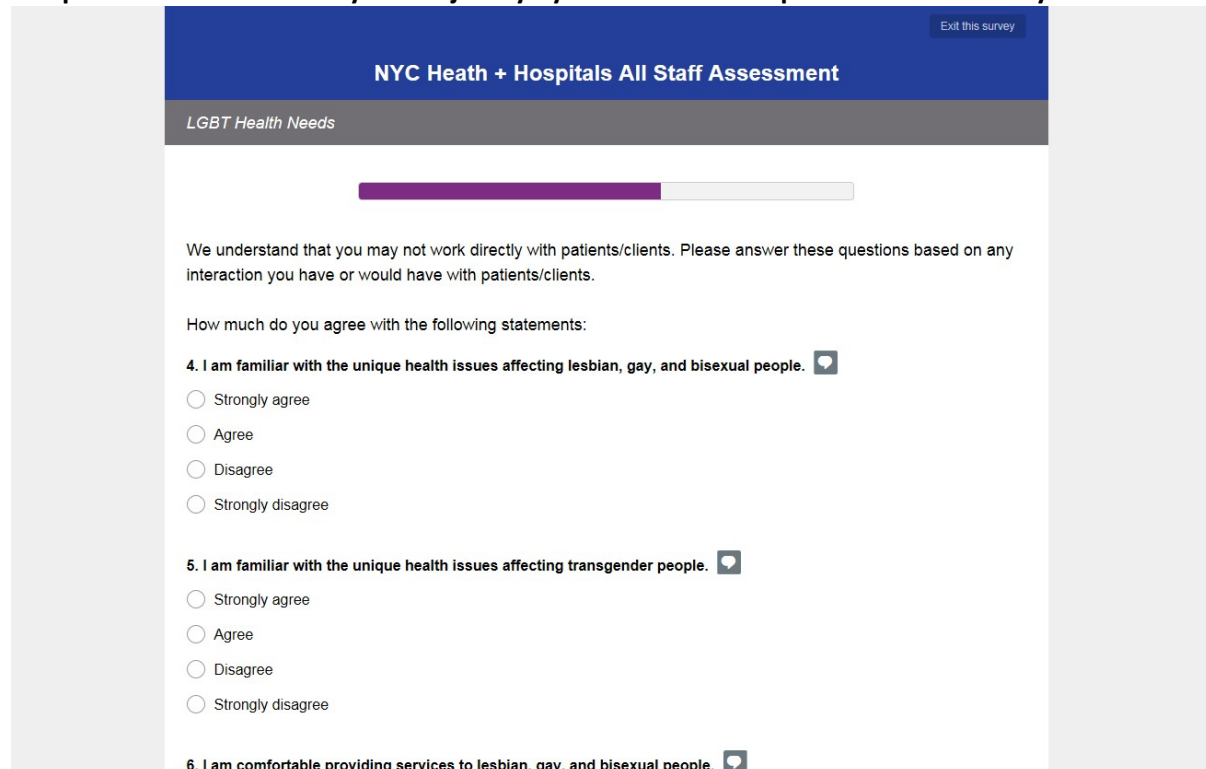 Exit this survey
NYC Heath + Hospitals All Staff Assessment
LGBT Health Needs
We understand that you may not work directly with patients/clients. Please answer these questions based on any
interaction you have or would have with patients/clients.
How much do you agree with the following statements:
4. I am familiar with the unique health issues affecting lesbian, gay, and bisexual people.
Strongly agree
Agree
Disagree
Strongly disagree
5. I am familiar with the unique health issues affecting transgender people.
Strongly agree
Agree
Disagree
Strongly disagree
6. I am comfortable providing services to lesbian, gay, and bisexual people.